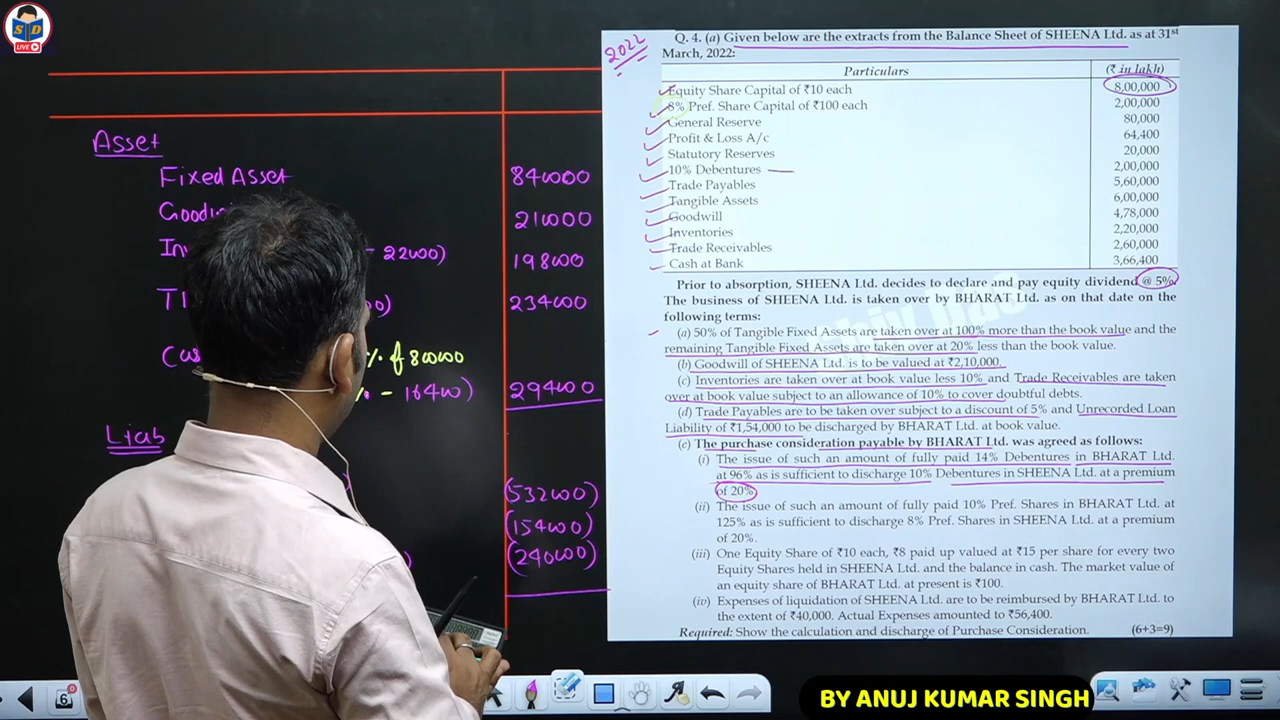 S D
LIVE
Asset
Fixed Asset 840000
210000
- 22000) 198000
234000
% of 800000
% - 16400) 294000
Liab
(532000)
(154000)
(240000)
2022
Q. 4. (a) Given below are the extracts from the Balance Sheet of SHEENA Ltd. as at 31st
March, 2022:
Particulars (₹ in lakh)
Equity Share Capital of ₹10 each 8,00,000
8% Pref. Share Capital of ₹100 each 2,00,000
General Reserve 80,000
Profit & Loss A/c 64,400
Statutory Reserves 20,000
10% Debentures 2,00,000
Trade Payables 5,60,000
Tangible Assets 6,00,000
Goodwill 4,78,000
Inventories 2,20,000
Trade Receivables 2,60,000
Cash at Bank 3,66,400
Prior to absorption, SHEENA Ltd. decides to declare and pay equity dividend @ 5%.
The business of SHEENA Ltd. is taken over by BHARAT Ltd. as on that date on the
following terms:
(a) 50% of Tangible Fixed Assets are taken over at 100% more than the book value and the
remaining Tangible Fixed Assets are taken over at 20% less than the book value.
(b) Goodwill of SHEENA Ltd. is to be valued at ₹2,10,000.
(c) Inventories are taken over at book value less 10% and Trade Receivables are taken
over at book value subject to an allowance of 10% to cover doubtful debts.
(d) Trade Payables are to be taken over subject to a discount of 5% and Unrecorded Loan
Liability of ₹1,54,000 to be discharged by BHARAT Ltd. at book value.
(e) The purchase consideration payable by BHARAT Ltd. was agreed as follows:
(i) The issue of such an amount of fully paid 14% Debentures in BHARAT Ltd.
at 96% as is sufficient to discharge 10% Debentures in SHEENA Ltd. at a premium
of 20%
(ii) The issue of such an amount of fully paid 10% Pref. Shares in BHARAT Ltd. at
125% as is sufficient to discharge 8% Pref. Shares in SHEENA Ltd. at a premium
of 20%.
(iii) One Equity Share of ₹10 each, ₹8 paid up valued at ₹15 per share for every two
Equity Shares held in SHEENA Ltd. and the balance in cash. The market value of
an equity share of BHARAT Ltd. at present is ₹100.
(iv) Expenses of liquidation of SHEENA Ltd. are to be reimbursed by BHARAT Ltd. to
the extent of ₹40,000. Actual Expenses amounted to ₹56,400.
Required: Show the calculation and discharge of Purchase Consideration. (6+3=9)
6
BY ANUJ KUMAR SINGH